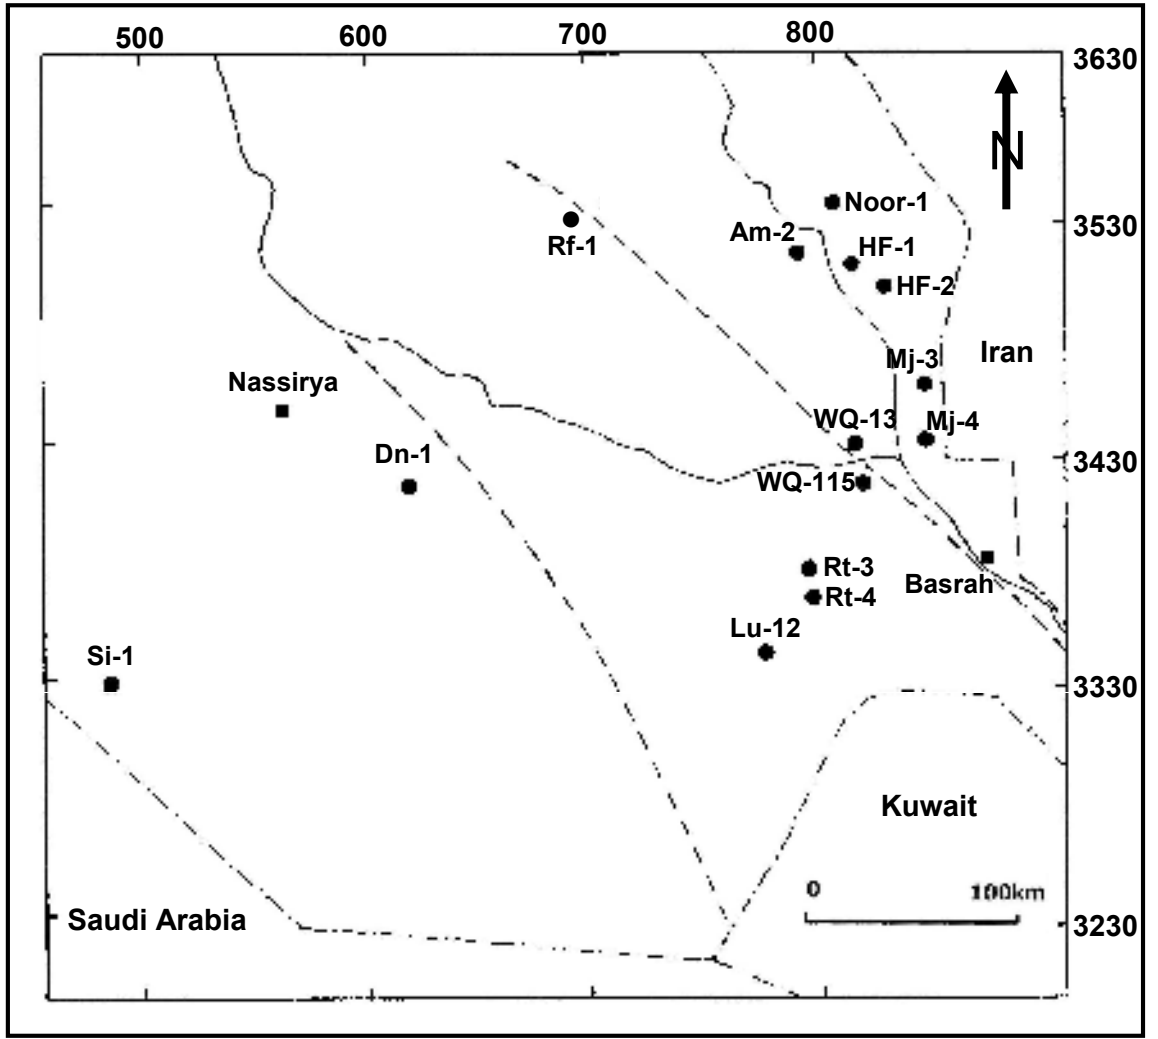 500 600 700 800
3630
N
Noor-1
3530
Am-2
Rf-1
HF-1
HF-2
Iran
Mj-3
Nassirya
WQ-13
Mj-4
Dn-1
3430
WQ-115
Rt-3
Basrah
Rt-4
Lu-12
Si-1
3330
Kuwait
0 100km
Saudi Arabia
3230